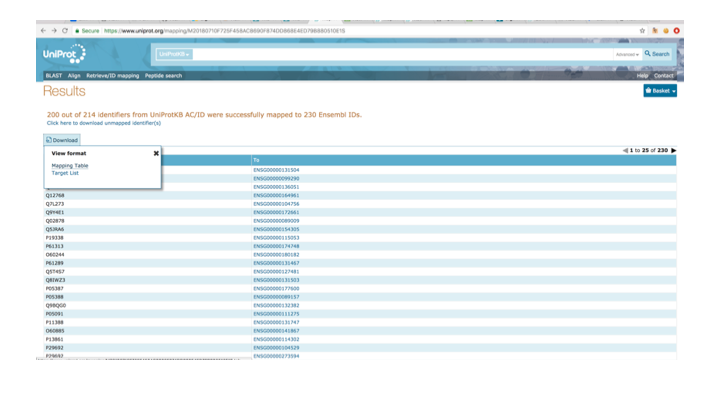 Secure https://www.uniprot.org/mapping/M20180710F725F458AC8690F8740DB68E4ED79B8B0510E1S
UniProt
UniProtKB
Advanced
Search
BLAST Align Retrieve/ID mapping Peptide search
Help Contact
Results
Basket
200 out of 214 identifiers from UniProtKB AC/ID were successfully mapped to 230 Ensembl IDs.
Click here to download unmapped identifier(s)
Download
1 to 25 of 230
View format
Mapping Table
Target List
To
ENSG00000131504
ENSG00000099290
ENSG00000136051
Q12768 ENSG00000164961
Q7L273 ENSG00000104756
Q9Y4E1 ENSG00000172661
Q02878 ENSG00000089009
Q53RA6 ENSG00000154305
P19338 ENSG00000115053
P61313 ENSG00000174748
O60244 ENSG00000180182
P61289 ENSG00000131467
Q5T4S7 ENSG00000127481
Q8IWZ3 ENSG00000131503
P05387 ENSG00000177600
P05388 ENSG00000089157
Q9BQG0 ENSG00000132382
P05091 ENSG00000111275
P11388 ENSG00000131747
O60885 ENSG00000141867
P13861 ENSG00000114302
P29692 ENSG00000104529
P29692 ENSG00000273594